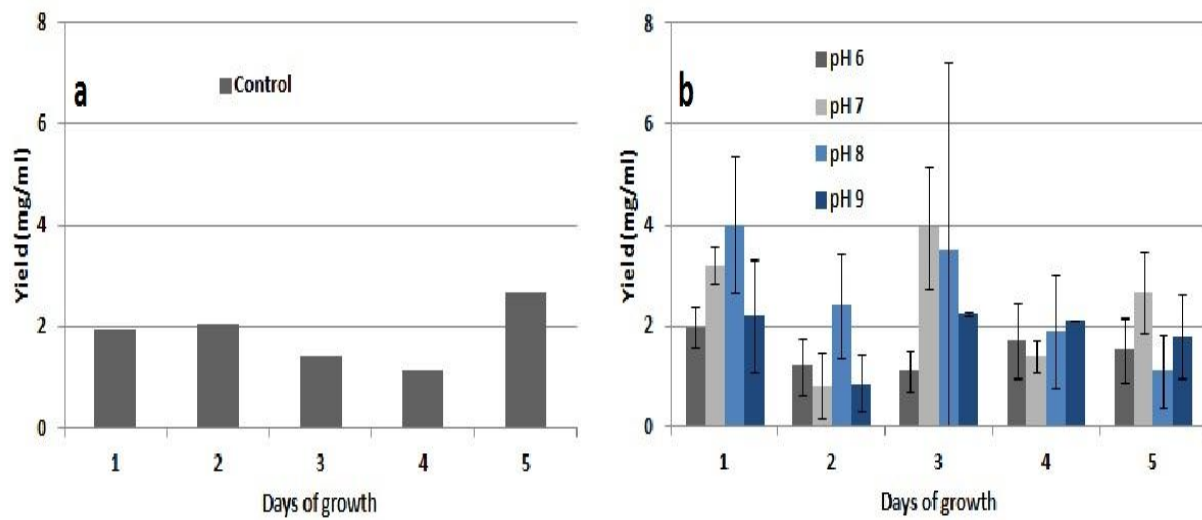 8
6
4
2
0
Yield(mg/ml)
a
Control
1 2 3 4 5
Days of growth
8
6
4
2
0
Yield(mg/ml)
b
pH 6
pH 7
pH 8
pH 9
1 2 3 4 5
Days of growth